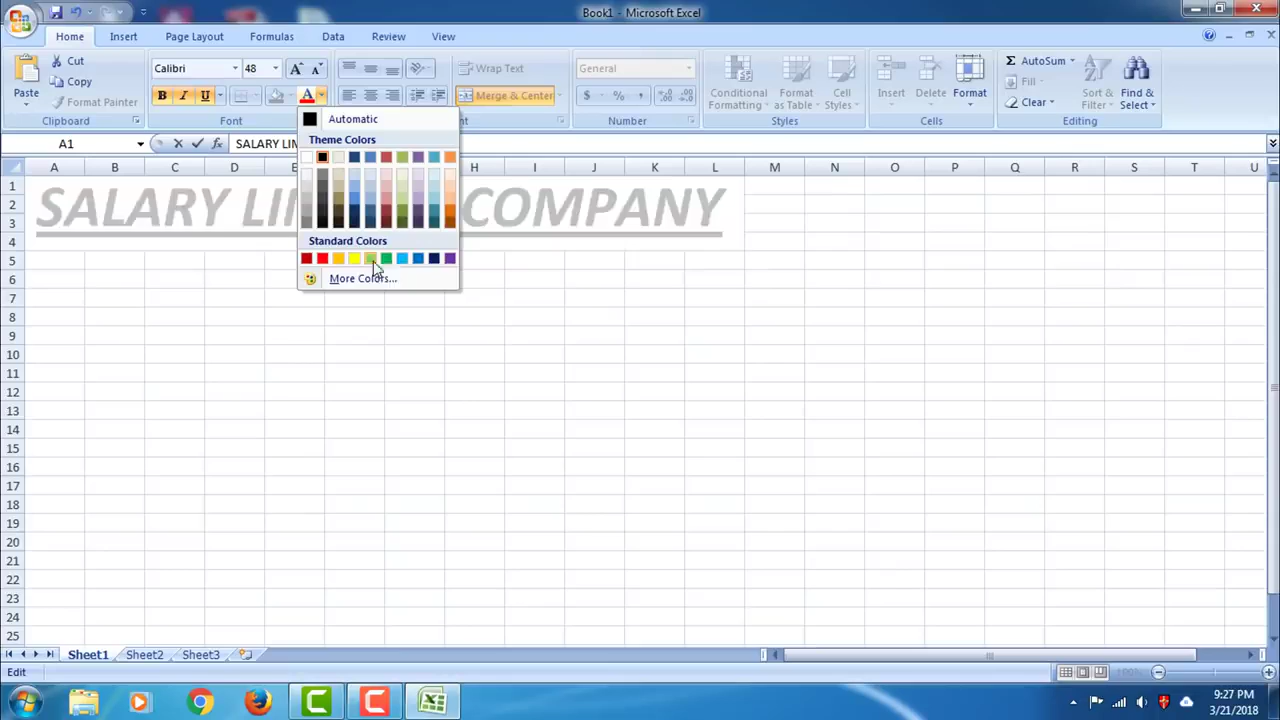 Book1 - Microsoft Excel
Home Insert Page Layout Formulas Data Review View
Paste
Cut
Copy
Format Painter
Clipboard
Calibri 48
B I U
Font
Wrap Text
Merge & Center
General
$ % ,
Number
Conditional Formatting
Format as Table
Cell Styles
Styles
Insert Delete Format
Cells
Σ AutoSum
Fill
Clear
Sort & Filter
Find & Select
Editing
A1 fx SALARY LIN
Automatic
Theme Colors
Standard Colors
More Colors...
A B C D E H I J K L M N O P Q R S T U
SALARY LIN COMPANY
1
2
3
4
5
6
7
8
9
10
11
12
13
14
15
16
17
18
19
20
21
22
23
24
25
Sheet1 Sheet2 Sheet3
Edit
9:27 PM
3/21/2018